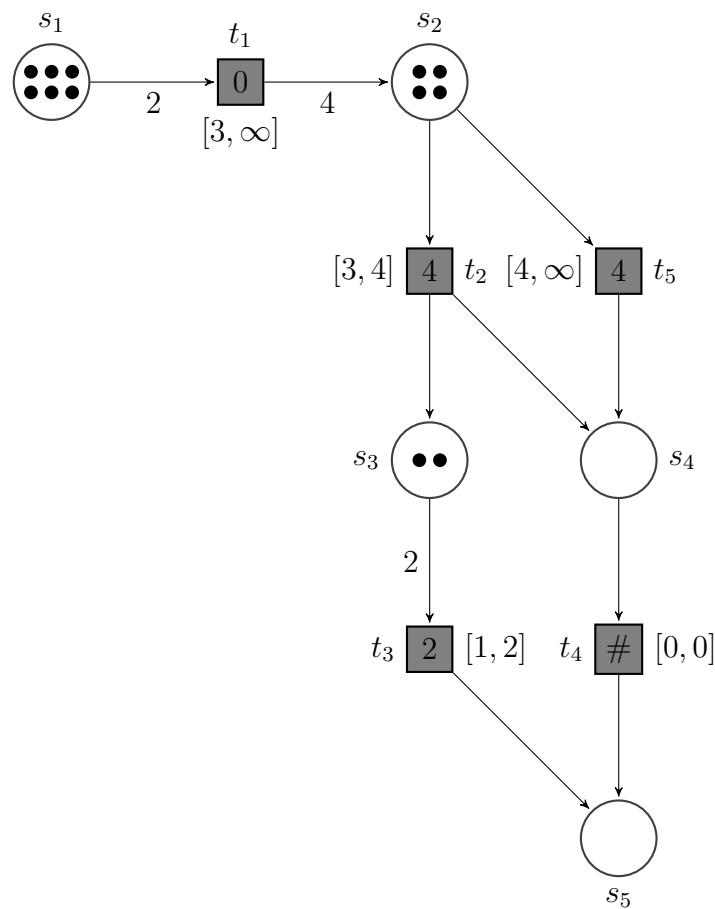 s₁
t₁
s₂
0
2
4
[3, ∞]
[3, 4]
4
t₂
[4, ∞]
4
t₅
s₃
s₄
2
t₃
2
[1, 2]
t₄
#
[0, 0]
s₅